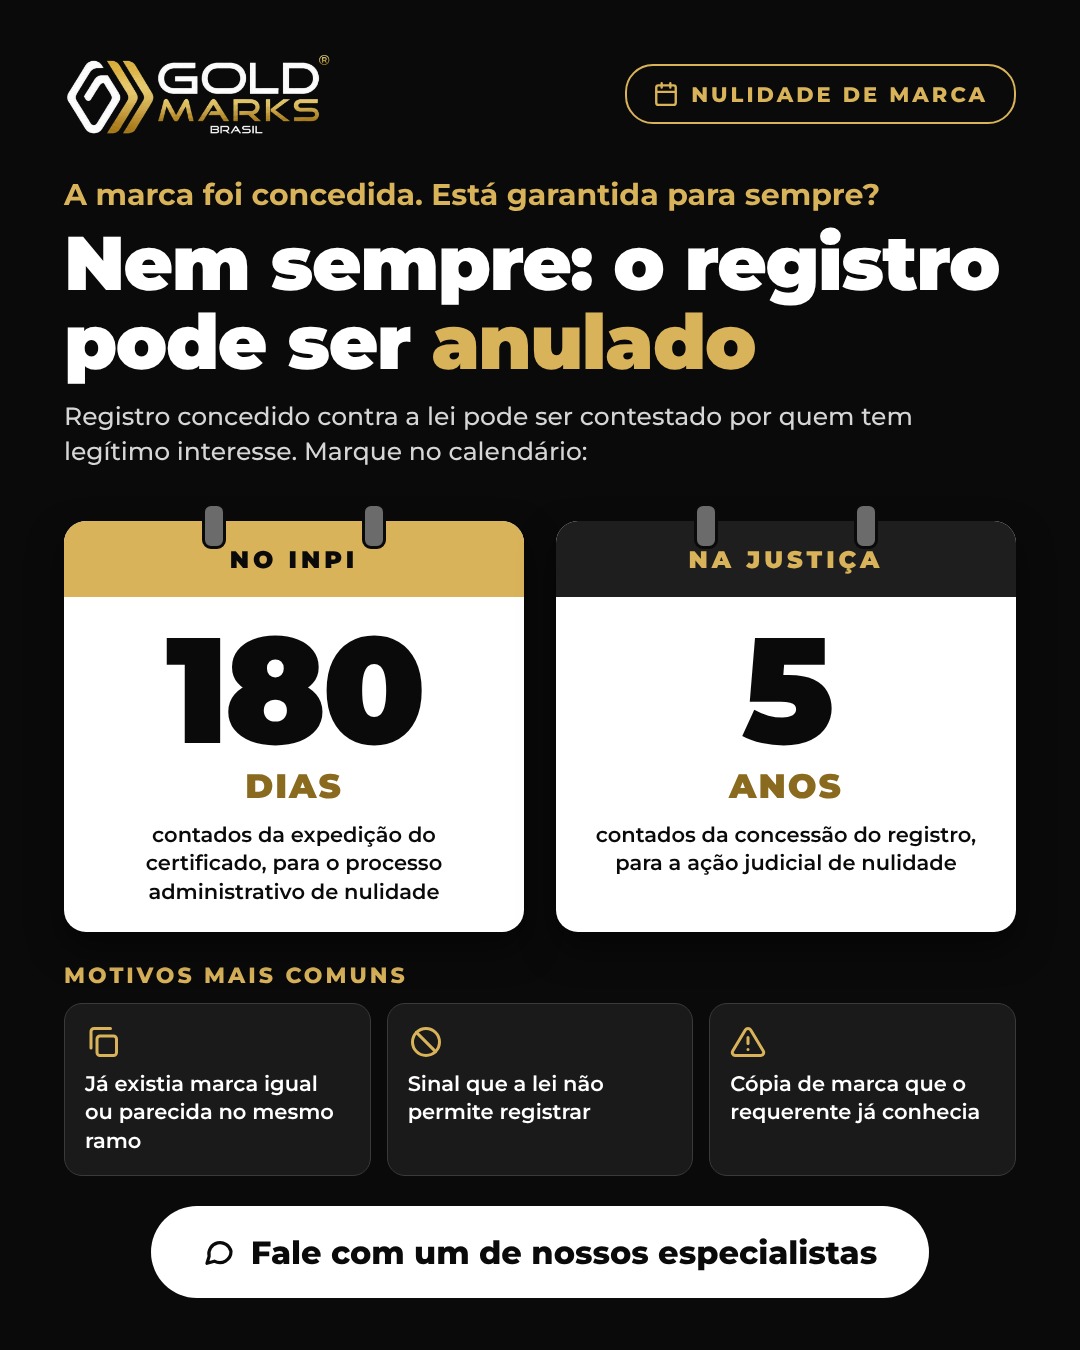 GOLD®
MARKS
BRASIL
NULIDADE DE MARCA
A marca foi concedida. Está garantida para sempre?
Nem sempre: o registro
pode ser anulado
Registro concedido contra a lei pode ser contestado por quem tem
legítimo interesse. Marque no calendário:
NO INPI
180
DIAS
contados da expedição do
certificado, para o processo
administrativo de nulidade
NA JUSTIÇA
5
ANOS
contados da concessão do registro,
para a ação judicial de nulidade
MOTIVOS MAIS COMUNS
Já existia marca igual
ou parecida no mesmo
ramo
Sinal que a lei não
permite registrar
Cópia de marca que o
requerente já conhecia
Fale com um de nossos especialistas